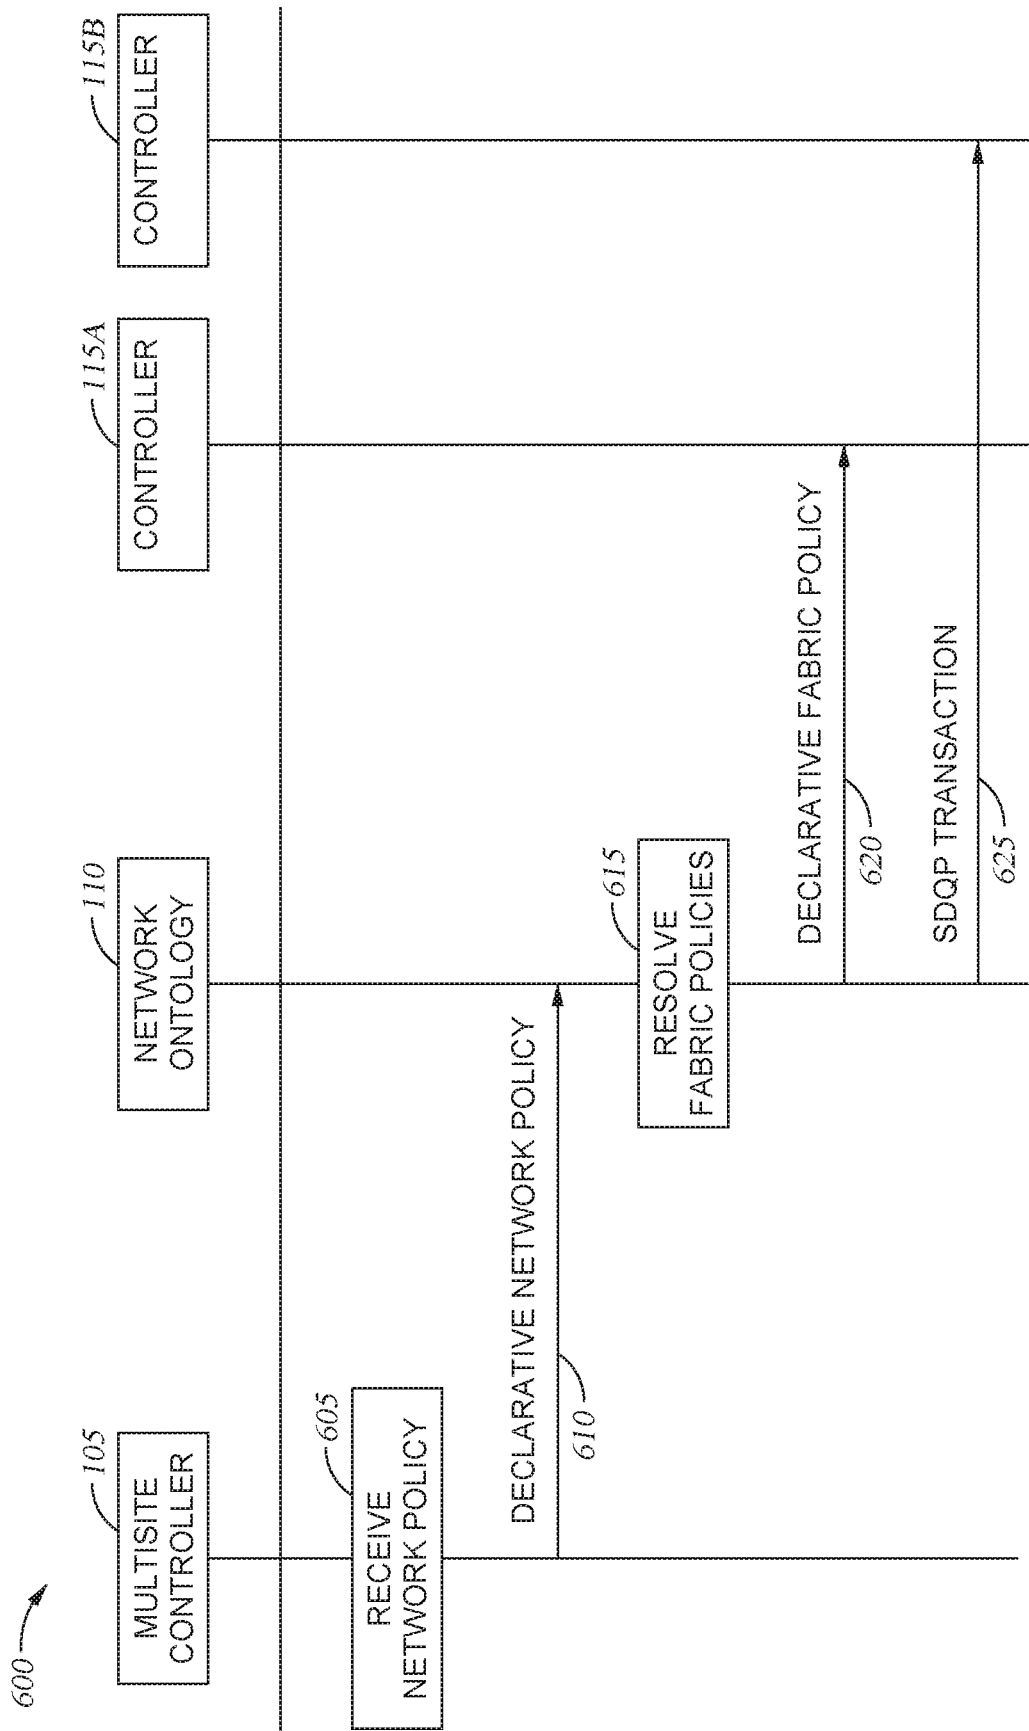 600
MULTISITE
CONTROLLER
105
NETWORK
ONTOLOGY
110
CONTROLLER
115A
CONTROLLER
115B
RECEIVE
NETWORK POLICY
605
DECLARATIVE NETWORK POLICY
610
RESOLVE
FABRIC POLICIES
615
DECLARATIVE FABRIC POLICY
620
SDQP TRANSACTION
625